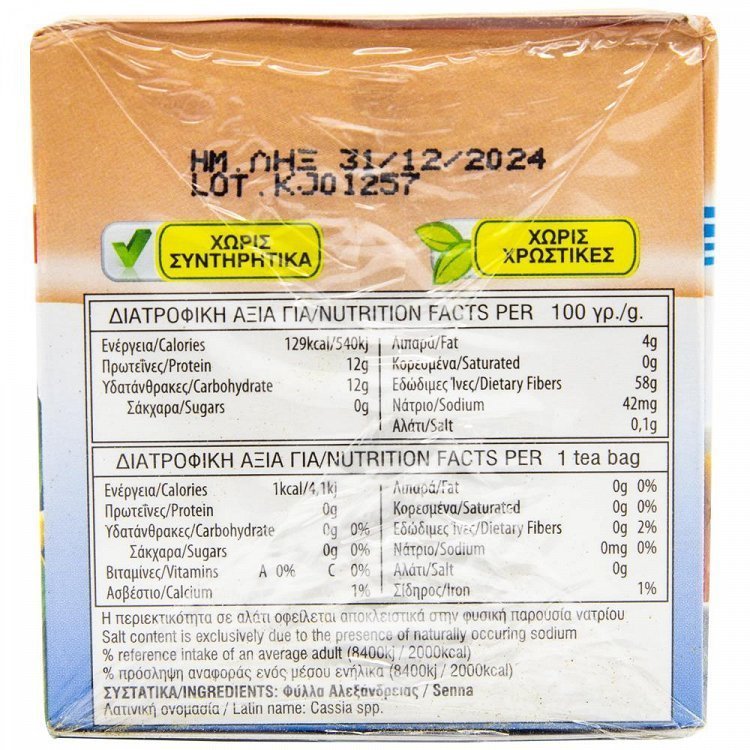 ΗΜ.ΛΗΞ 31/12/2024
LOT.KJ01257
ΧΩΡΙΣ
ΣΥΝΤΗΡΗΤΙΚΑ
ΧΩΡΙΣ
ΧΡΩΣΤΙΚΕΣ
ΔΙΑΤΡΟΦΙΚΗ ΑΞΙΑ ΓΙΑ/NUTRITION FACTS PER 100 γρ./g.
Ενέργεια/Calories 129kcal/540kj
Πρωτεΐνες/Protein 12g
Υδατάνθρακες/Carbohydrate 12g
Σάκχαρα/Sugars 0g
Λιπαρά/Fat 4g
Κορεσμένα/Saturated 0g
Εδώδιμες Ίνες/Dietary Fibers 58g
Νάτριο/Sodium 42mg
Αλάτι/Salt 0,1g
ΔΙΑΤΡΟΦΙΚΗ ΑΞΙΑ ΓΙΑ/NUTRITION FACTS PER 1 tea bag
Ενέργεια/Calories 1kcal/4,1kj
Πρωτεΐνες/Protein 0g
Υδατάνθρακες/Carbohydrate 0g 0%
Σάκχαρα/Sugars 0g 0%
Βιταμίνες/Vitamins A 0% C 0%
Ασβέστιο/Calcium 1%
Λιπαρά/Fat 0g 0%
Κορεσμένα/Saturated 0g 0%
Εδώδιμες Ίνες/Dietary Fibers 0g 2%
Νάτριο/Sodium 0mg 0%
Αλάτι/Salt 0g
Σίδηρος/Iron 1%
Η περιεκτικότητα σε αλάτι οφείλεται αποκλειστικά στην φυσική παρουσία νατρίου
Salt content is exclusively due to the presence of naturally occuring sodium
% reference intake of an average adult (8400kj / 2000kcal)
% πρόσληψη αναφοράς ενός μέσου ενήλικα (8400kj / 2000kcal)
ΣΥΣΤΑΤΙΚΑ/INGREDIENTS: Φύλλα Αλεξάνδρειας / Senna
Λατινική ονομασία / Latin name: Cassia spp.